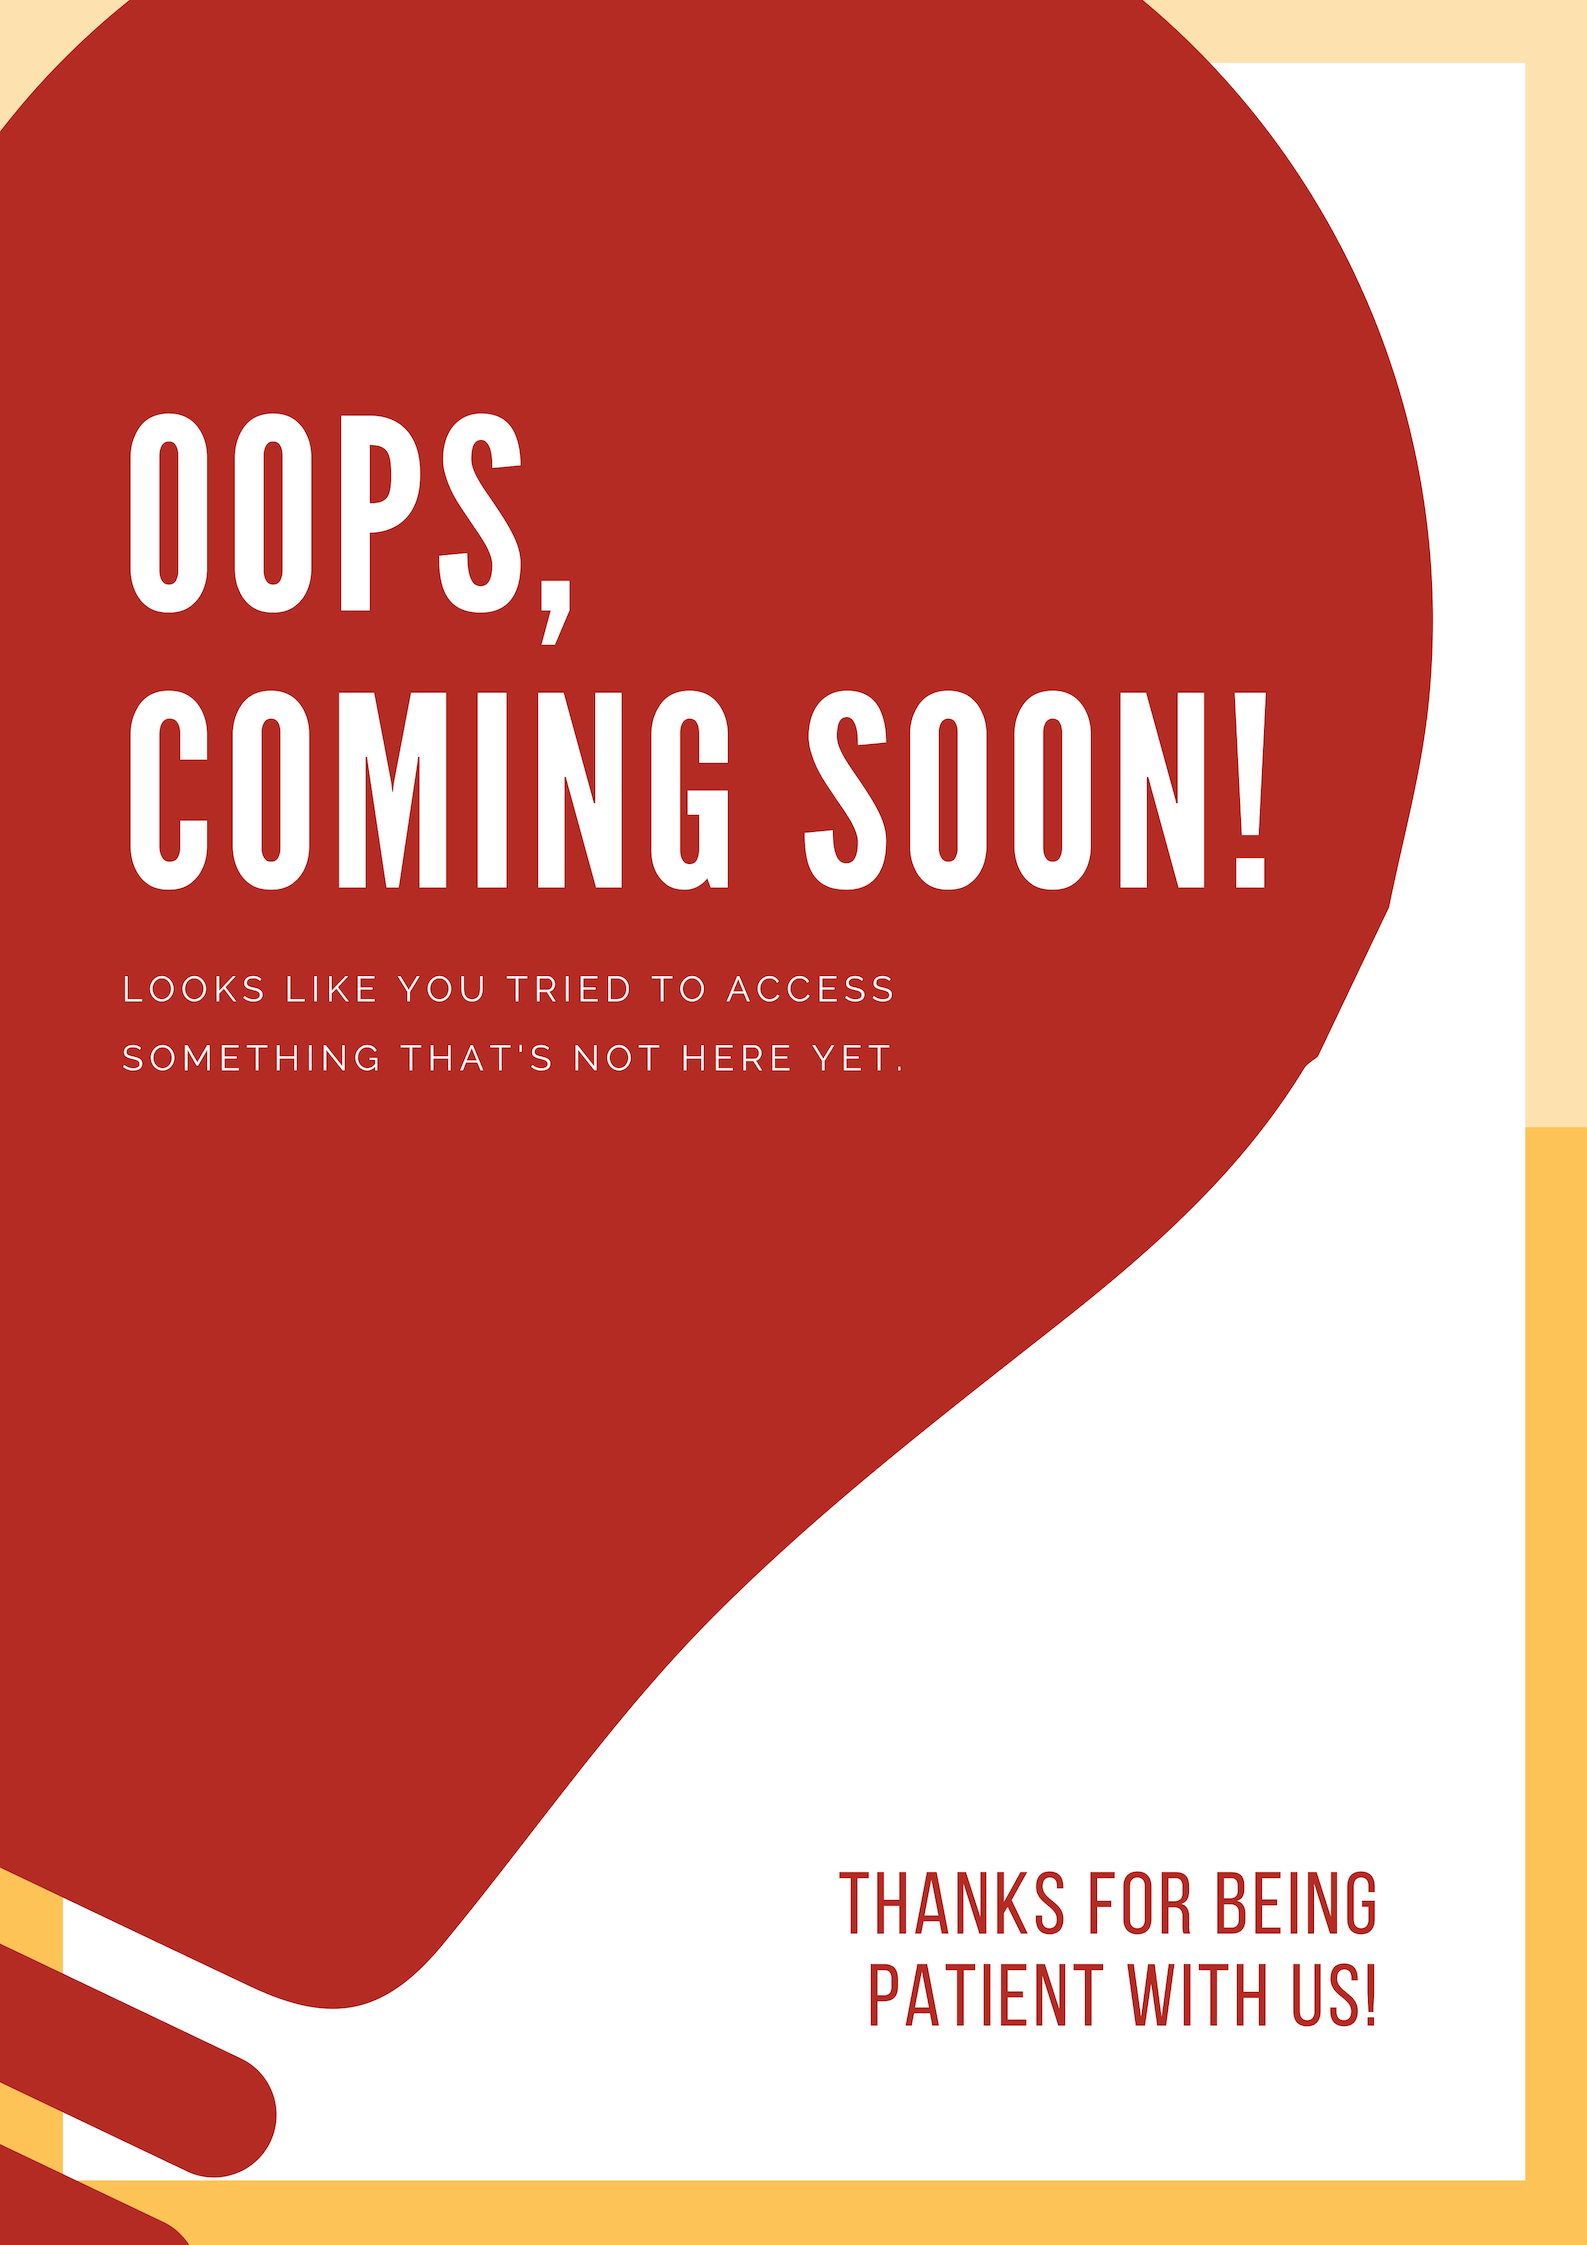 OOPS,
COMING SOON!
LOOKS LIKE YOU TRIED TO ACCESS
SOMETHING THAT'S NOT HERE YET.
THANKS FOR BEING
PATIENT WITH US!